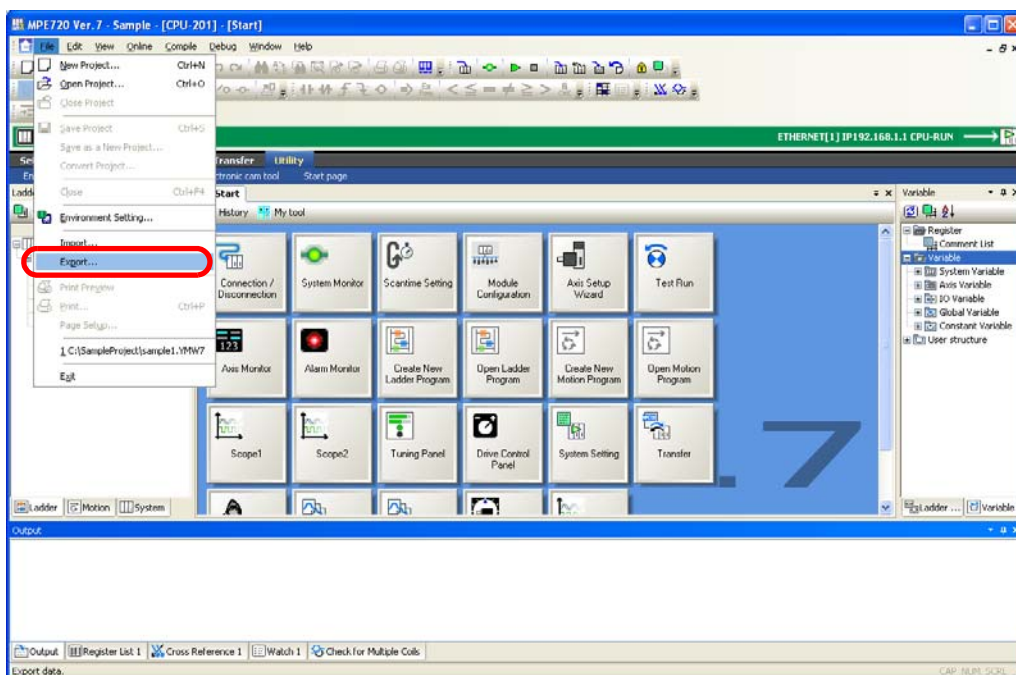 MPE720 Ver.7 - Sample - [CPU-201] - [Start]
File Edit View Online Compile Debug Window Help
New Project... Ctrl+N
Open Project... Ctrl+O
Close Project
Save Project Ctrl+S
Save as a New Project...
Convert Project...
Close Ctrl+F4
Environment Setting...
Import...
Export...
Print Preview
Print... Ctrl+P
Page Setup...
1 C:\SampleProject\sample1.YMW7
Exit
ETHERNET[1] IP192.168.1.1 CPU-RUN
Transfer Utility
ctronic cam tool Start page
Start
History My tool
Connection / Disconnection
System Monitor
Scantime Setting
Module Configuration
Axis Setup Wizard
Test Run
Axis Monitor
Alarm Monitor
Create New Ladder Program
Open Ladder Program
Create New Motion Program
Open Motion Program
Scope1
Scope2
Tuning Panel
Drive Control Panel
System Setting
Transfer
.7
Variable
Register
Comment List
Variable
System Variable
Axis Variable
IO Variable
Global Variable
Constant Variable
User structure
Ladder Motion System
Ladder ... Variable
Output
Output Register List 1 Cross Reference 1 Watch 1 Check for Multiple Coils
Export data.
CAP NUM SCRL